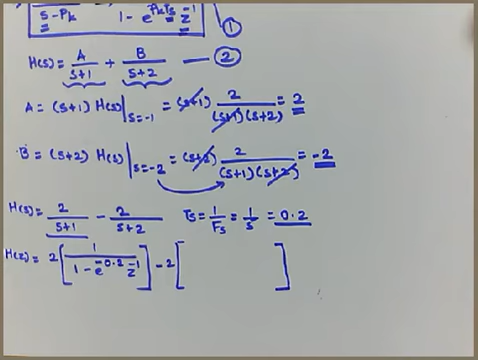 1 / (s - Pk) → 1 / (1 - e^{PkTs} z^{-1}) — ①
H(s) = A/(s+1) + B/(s+2) — ②
A = (s+1) H(s)|_{s=-1} = (s+1) 2/((s+1)(s+2)) = 2
B = (s+2) H(s)|_{s=-2} = (s+2) 2/((s+1)(s+2)) = -2
H(s) = 2/(s+1) - 2/(s+2) Ts = 1/Fs = 1/5 = 0.2
H(z) = 2[1/(1 - e^{-0.2} z^{-1})] - 2[ ]